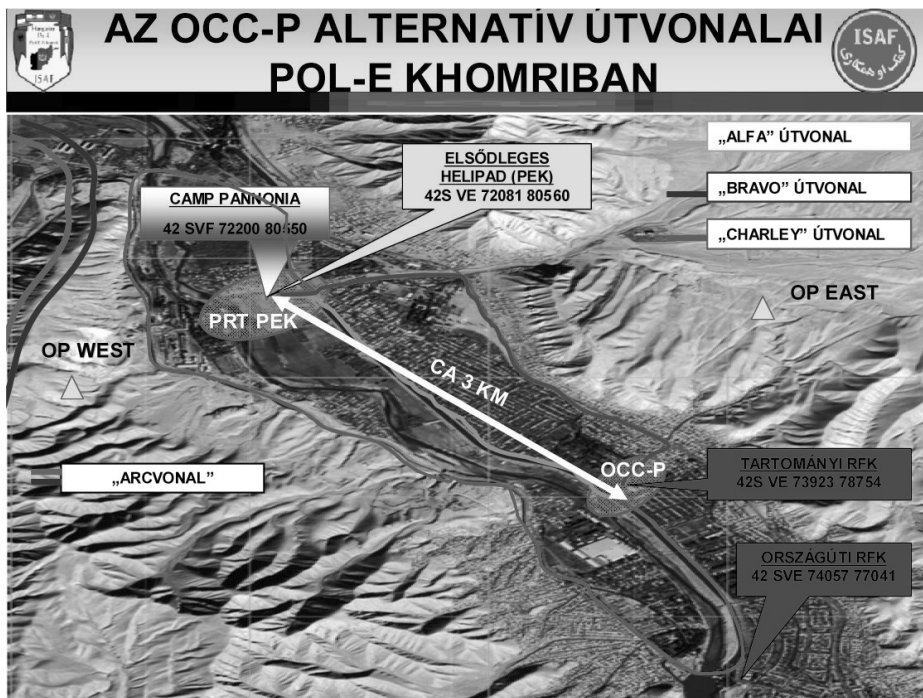 AZ OCC-P ALTERNATÍV ÚTVONALAI
POL-E KHOMRIBAN
ISAF
ISAF
„ALFA” ÚTVONAL
„BRAVO” ÚTVONAL
„CHARLEY” ÚTVONAL
ELSŐDLEGES
HELIPAD (PEK)
42S VE 72081 80560
CAMP PANNONIA
42 SVF 72200 80550
PRT PEK
OP EAST
OP WEST
CA 3 KM
OCC-P
„ARCVONAL”
TARTOMÁNYI RFK
42S VE 73923 78754
ORSZÁGÚTI RFK
42 SVE 74057 77041